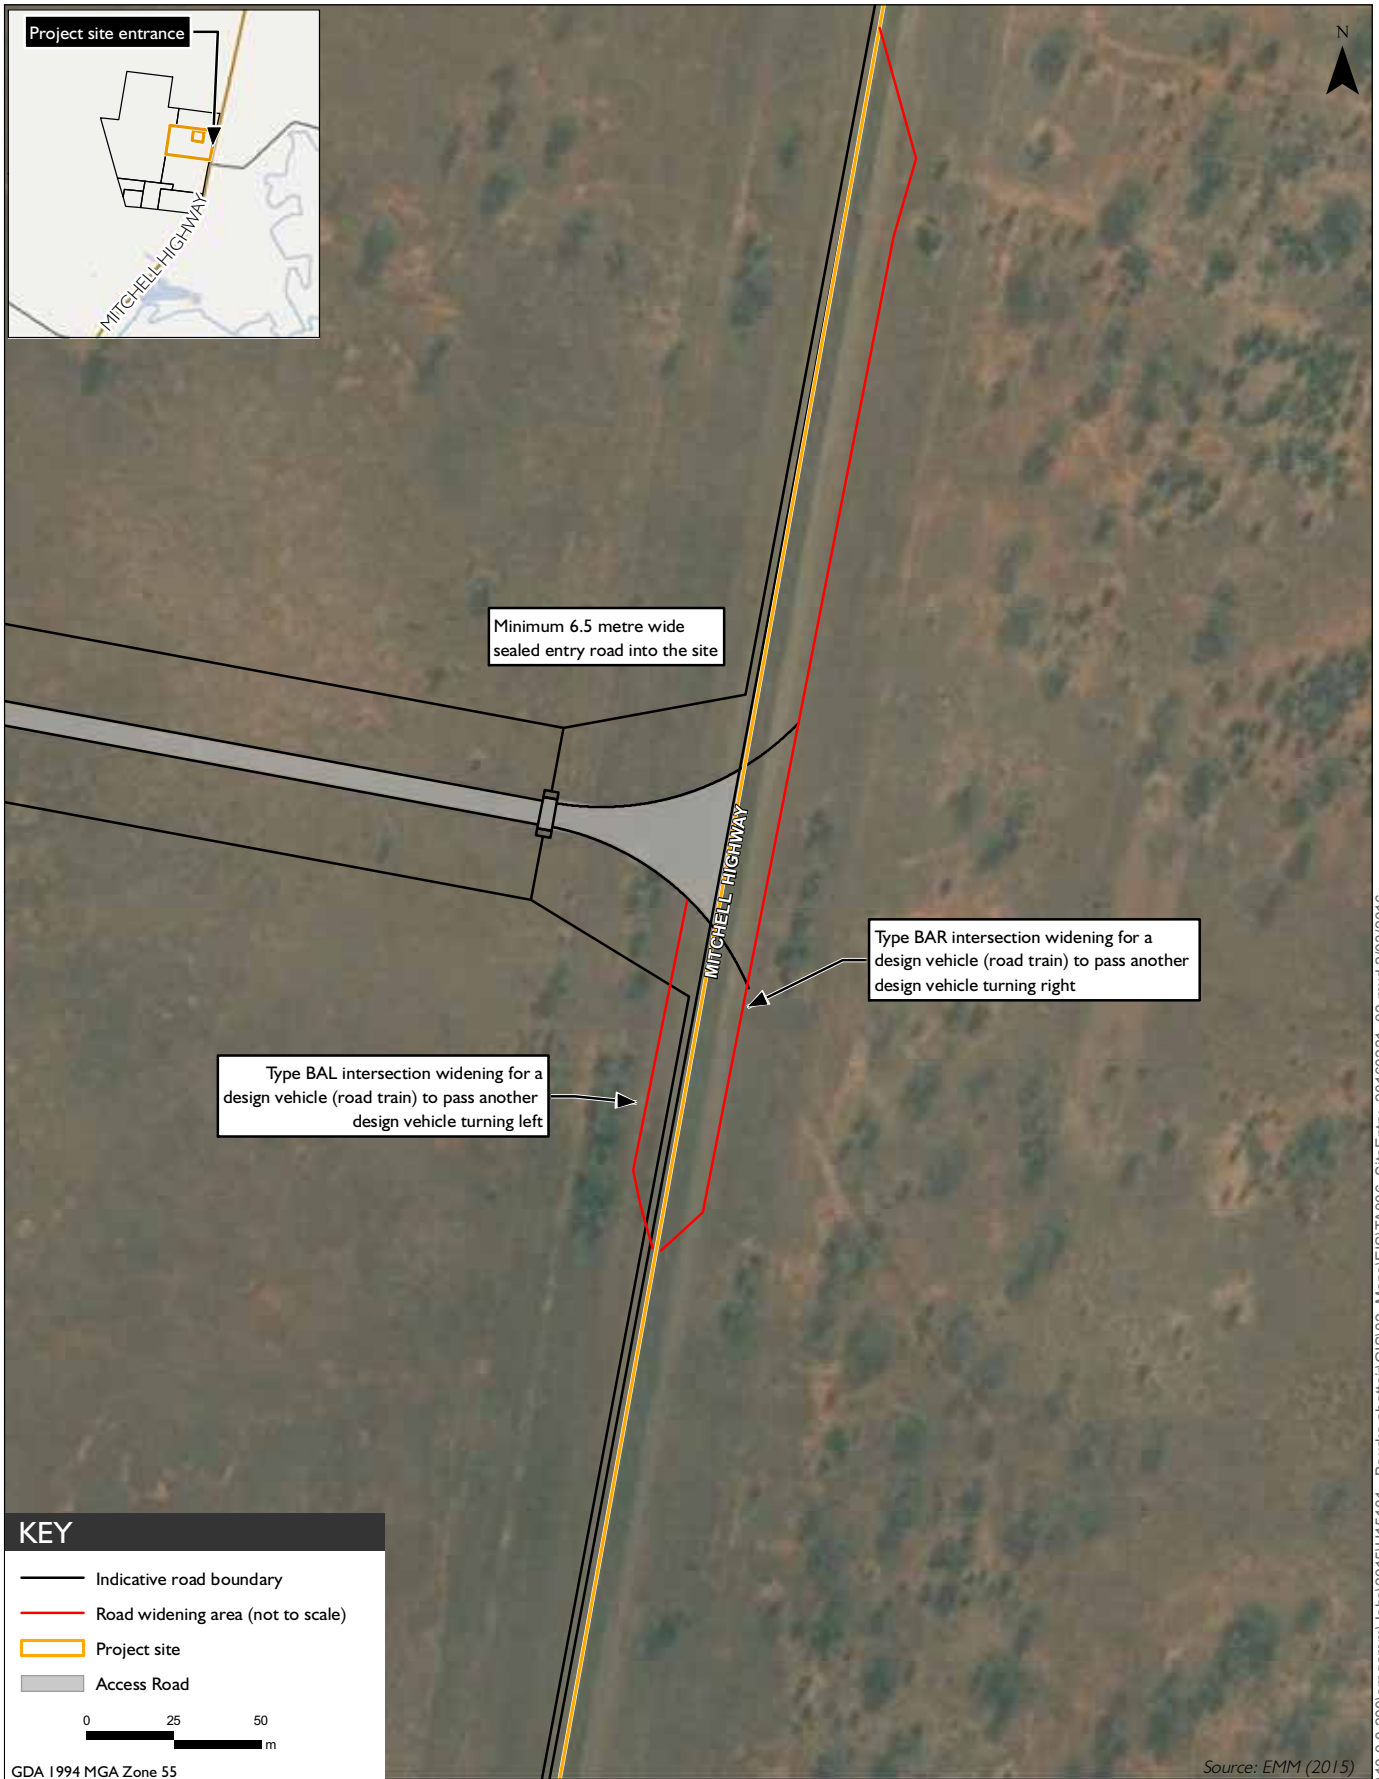 Project site entrance
MITCHELL HIGHWAY
N
Minimum 6.5 metre wide
sealed entry road into the site
MITCHELL HIGHWAY
Type BAR intersection widening for a
design vehicle (road train) to pass another
design vehicle turning right
Type BAL intersection widening for a
design vehicle (road train) to pass another
design vehicle turning left
KEY
Indicative road boundary
Road widening area (not to scale)
Project site
Access Road
0 25 50
m
GDA 1994 MGA Zone 55
Source: EMM (2015)